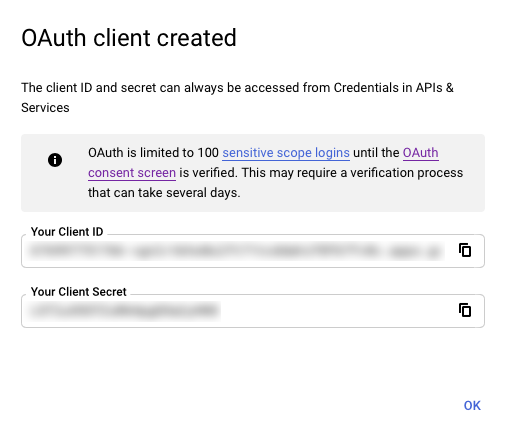 OAuth client created
The client ID and secret can always be accessed from Credentials in APIs &
Services
OAuth is limited to 100 sensitive scope logins until the OAuth
consent screen is verified. This may require a verification process
that can take several days.
Your Client ID
Your Client Secret
OK